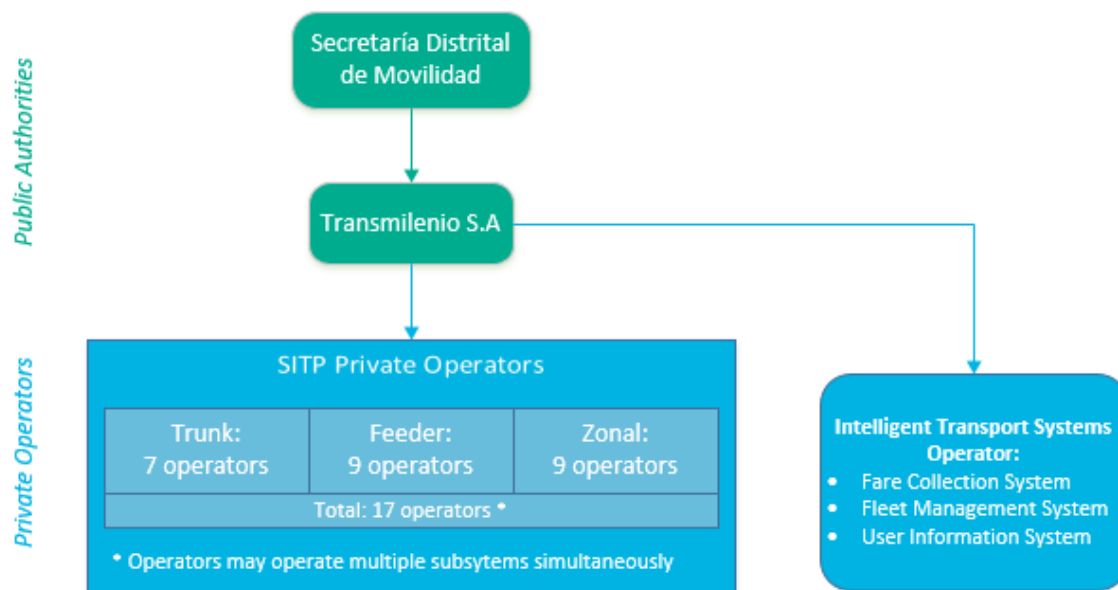 Public Authorities
Secretaría Distrital
de Movilidad
Transmilenio S.A
Private Operators
SITP Private Operators
Trunk:
7 operators
Feeder:
9 operators
Zonal:
9 operators
Total: 17 operators *
* Operators may operate multiple subsytems simultaneously
Intelligent Transport Systems
Operator:
• Fare Collection System
• Fleet Management System
• User Information System